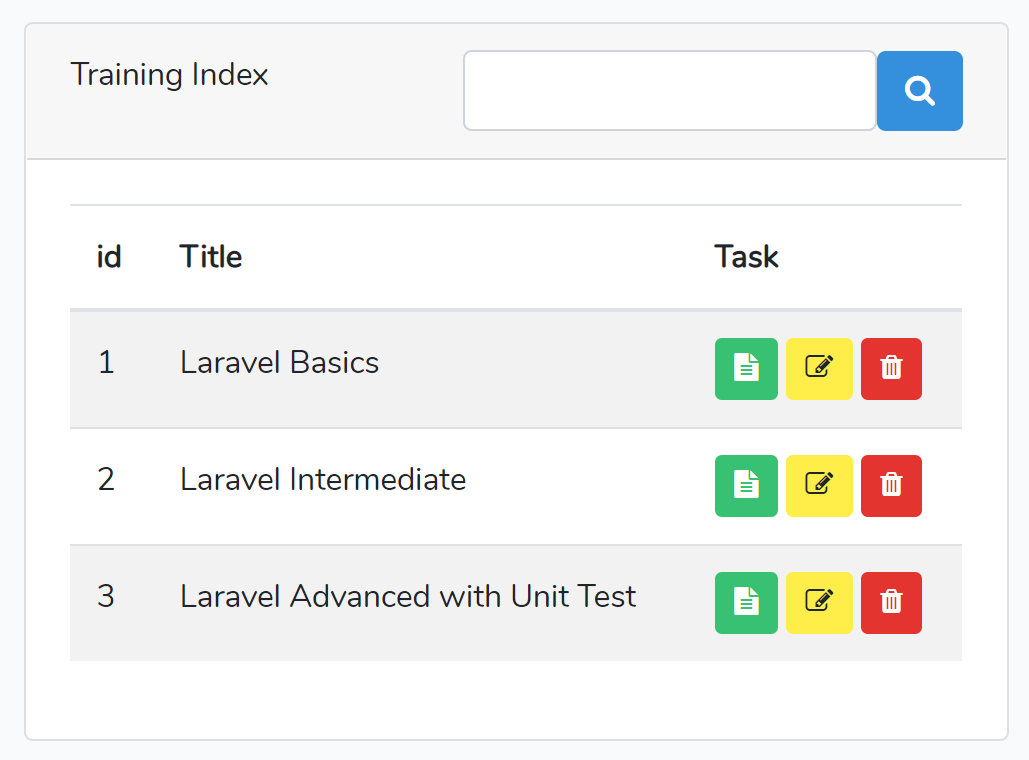 Training Index
id Title Task
1 Laravel Basics
2 Laravel Intermediate
3 Laravel Advanced with Unit Test